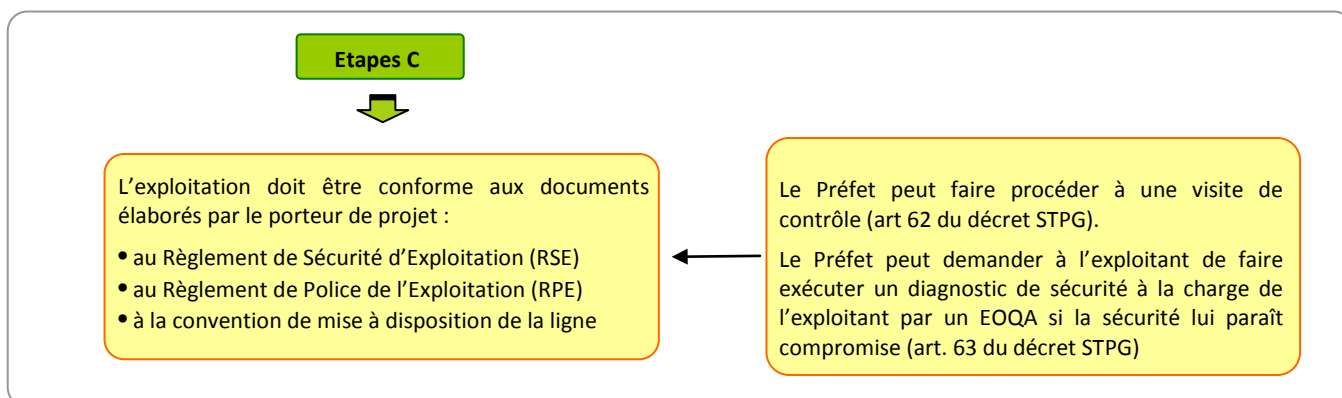 Etapes C
L’exploitation doit être conforme aux documents
élaborés par le porteur de projet :
• au Règlement de Sécurité d’Exploitation (RSE)
• au Règlement de Police de l’Exploitation (RPE)
• à la convention de mise à disposition de la ligne
Le Préfet peut faire procéder à une visite de
contrôle (art 62 du décret STPG).
Le Préfet peut demander à l’exploitant de faire
exécuter un diagnostic de sécurité à la charge de
l’exploitant par un EOQA si la sécurité lui paraît
compromise (art. 63 du décret STPG)